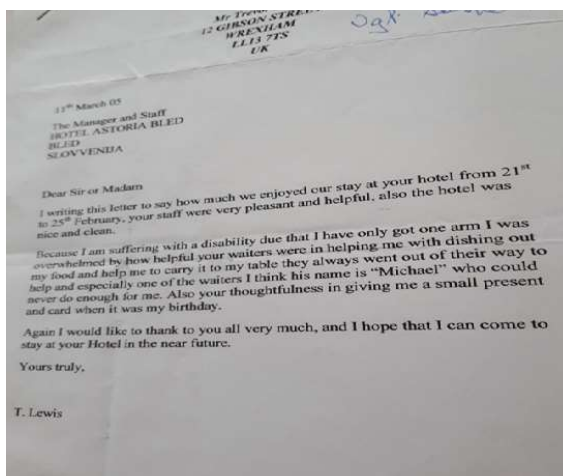 Mr
12 GIBSON STREET
WREXHAM
LL13 7TS
UK
11th March 05
The Manager and Staff
HOTEL ASTORIA BLED
BLED
SLOVVENIJA
Dear Sir or Madam
I writing this letter to say how much we enjoyed our stay at your hotel from 21st
to 25th February, your staff were very pleasant and helpful, also the hotel was
nice and clean.
Because I am suffering with a disability due that I have only got one arm I was
overwhelmed by how helpful your waiters were in helping me with dishing out
my food and help me to carry it to my table they always went out of their way to
help and especially one of the waiters I think his name is “Michael” who could
never do enough for me. Also your thoughtfulness in giving me a small present
and card when it was my birthday.
Again I would like to thank to you all very much, and I hope that I can come to
stay at your Hotel in the near future.
Yours truly,
T. Lewis